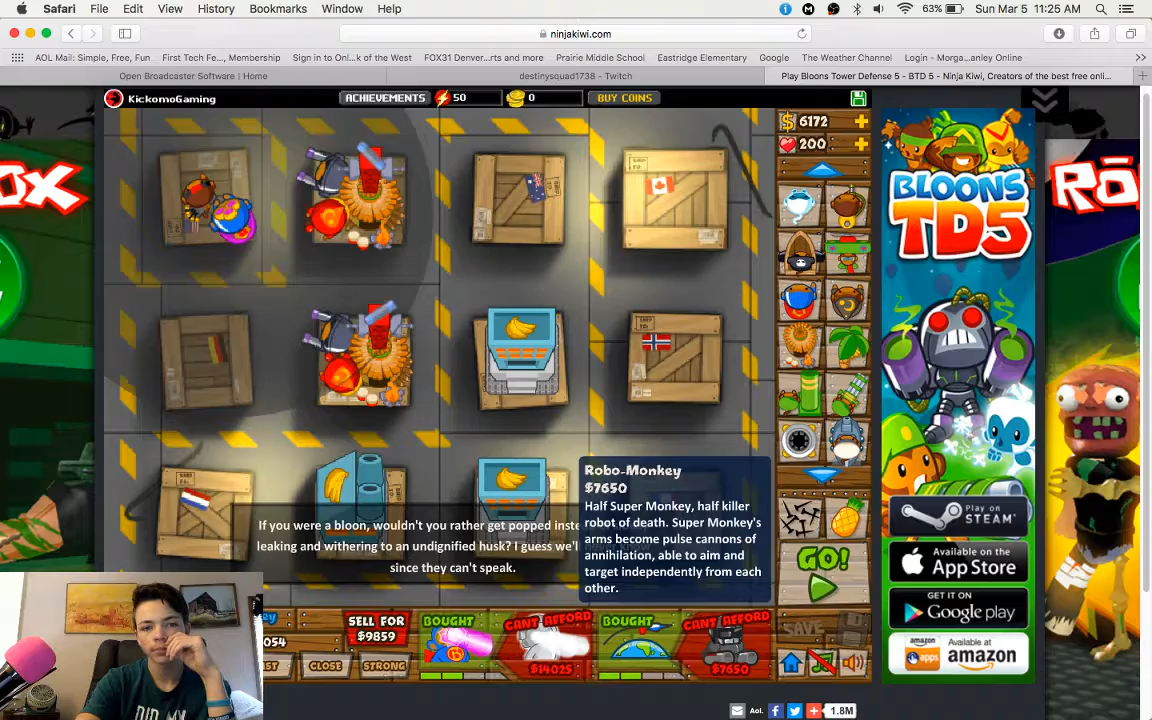 Safari File Edit View History Bookmarks Window Help 63% Sun Mar 5 11:25 AM
ninjakiwi.com
AOL Mail: Simple, Free, Fun First Tech Fe..., Membership Sign in to Onl...k of the West FOX31 Denver...rts and more Prairie Middle School Eastridge Elementary Google The Weather Channel Login - Morga...anley Online
Open Broadcaster Software | Home destinysquad1738 - Twitch Play Bloons Tower Defense 5 - BTD 5 - Ninja Kiwi, Creators of the best free onli...
KickomoGaming ACHIEVEMENTS 50 0 BUY COINS
$ 6172
200
BLOONS
TD5
Robo-Monkey
$7650
Half Super Monkey, half killer
robot of death. Super Monkey's
arms become pulse cannons of
annihilation, able to aim and
target independently from each
other.
If you were a bloon, wouldn't you rather get popped inste
leaking and withering to an undignified husk? I guess we'l
since they can't speak.
GO!
Play on
STEAM
Available on the
App Store
GET IT ON
Google play
Available at
amazon
apps
SELL FOR
$9859
BOUGHT
CAN'T AFFORD
$14025
BOUGHT
CAN'T AFFORD
$7650
SAVE
054
CLOSE STRONG
DID MY
Aol. 1.8M